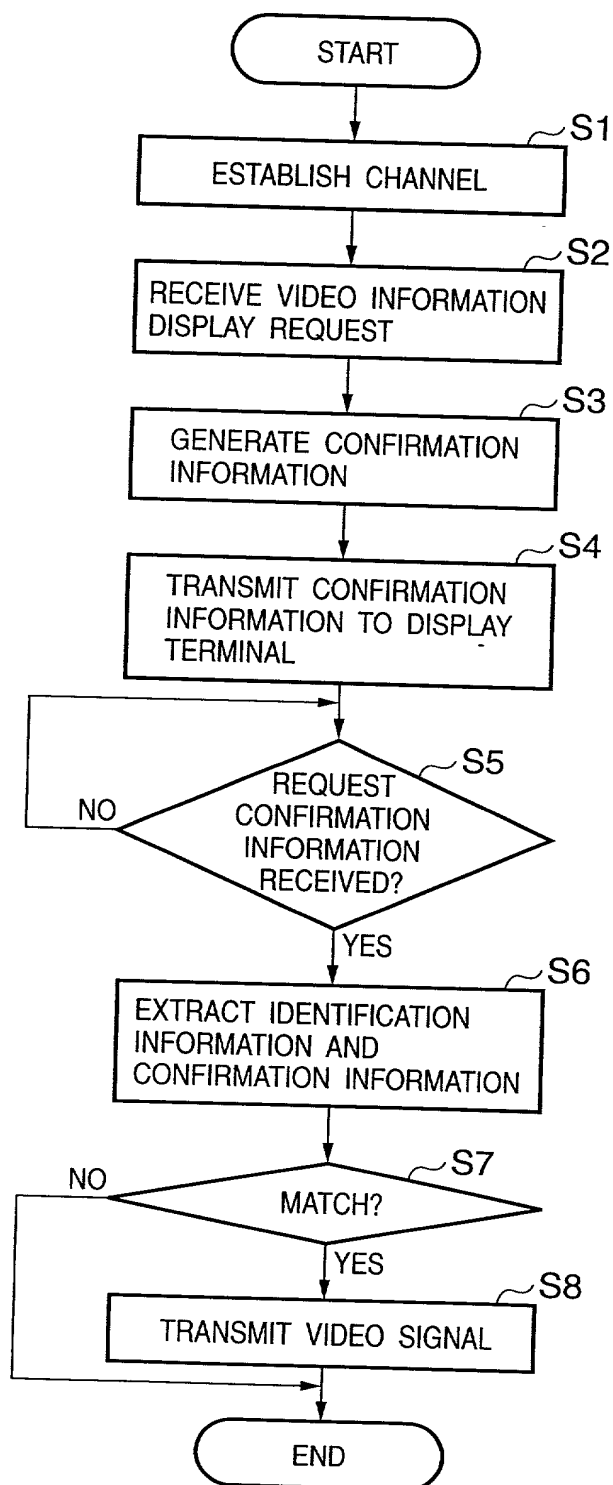 START
S1
ESTABLISH CHANNEL
S2
RECEIVE VIDEO INFORMATION
DISPLAY REQUEST
S3
GENERATE CONFIRMATION
INFORMATION
S4
TRANSMIT CONFIRMATION
INFORMATION TO DISPLAY
TERMINAL
S5
REQUEST
CONFIRMATION
INFORMATION
RECEIVED?
NO
YES
S6
EXTRACT IDENTIFICATION
INFORMATION AND
CONFIRMATION INFORMATION
S7
NO
MATCH?
YES
S8
TRANSMIT VIDEO SIGNAL
END